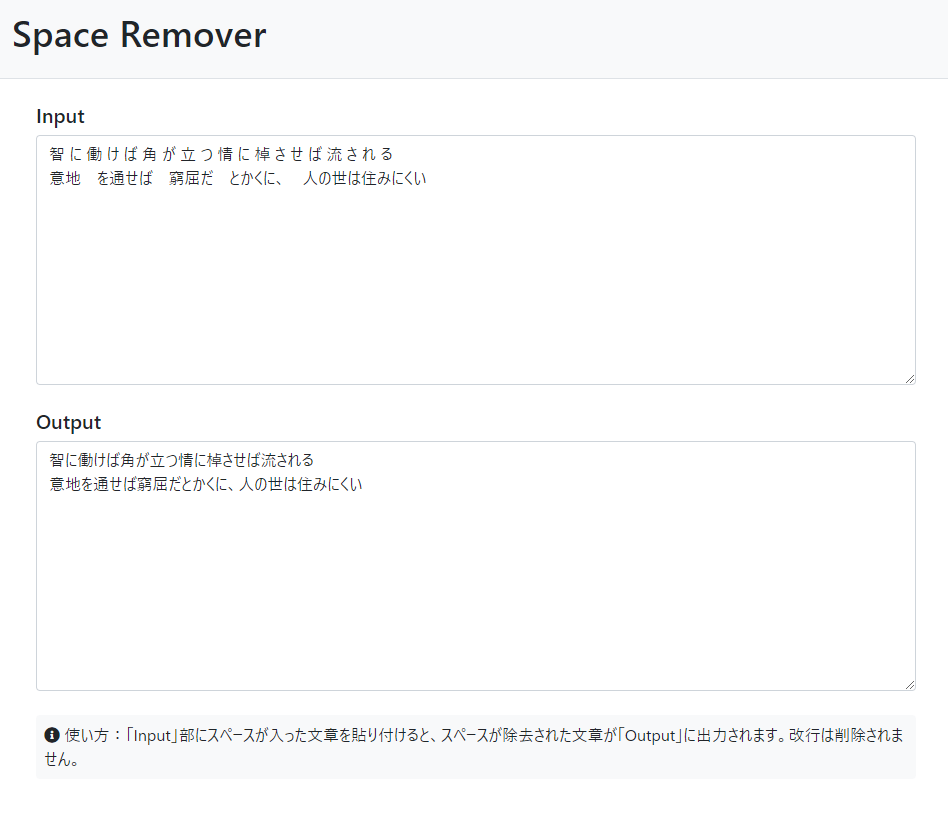 Space Remover
Input
智 に 働 け ば 角 が 立 つ 情 に 棹 さ せ ば 流 さ れ る
意地　を通せば　窮屈だ　とかくに、　人の世は住みにくい
Output
智に働けば角が立つ情に棹させば流される
意地を通せば窮屈だとかくに、人の世は住みにくい
使い方：「Input」部にスペースが入った文章を貼り付けると、スペースが除去された文章が「Output」に出力されます。改行は削除されま
せん。